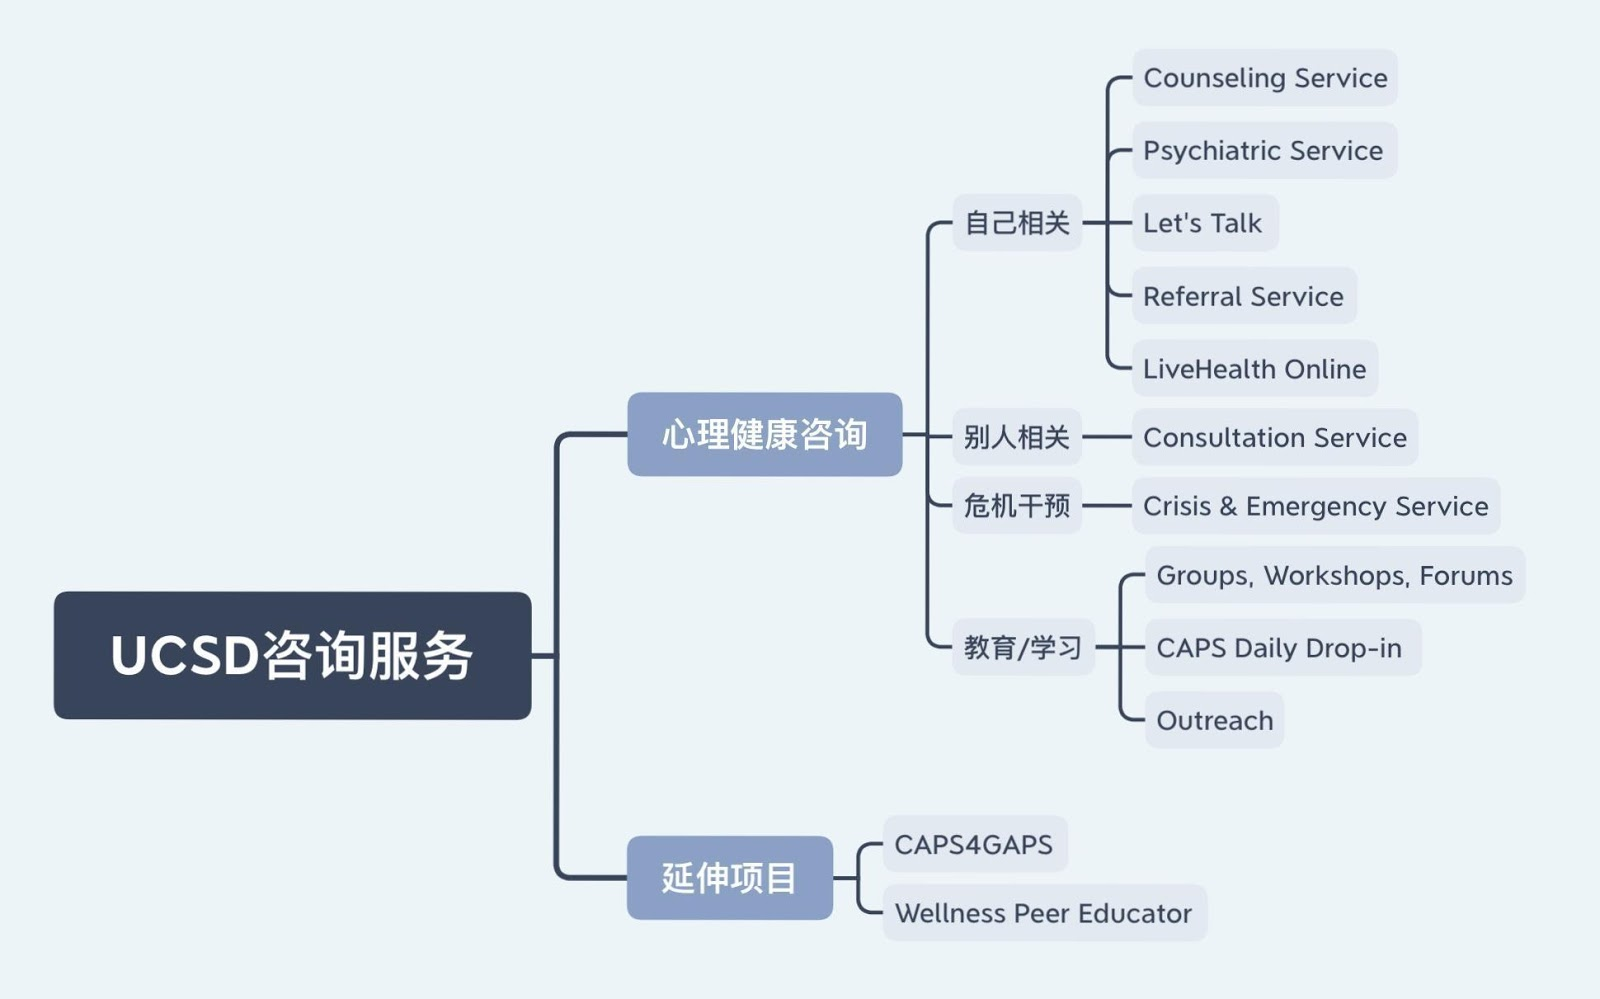 UCSD咨询服务
心理健康咨询
自己相关
Counseling Service
Psychiatric Service
Let's Talk
Referral Service
LiveHealth Online
别人相关
Consultation Service
危机干预
Crisis & Emergency Service
教育/学习
Groups, Workshops, Forums
CAPS Daily Drop-in
Outreach
延伸项目
CAPS4GAPS
Wellness Peer Educator